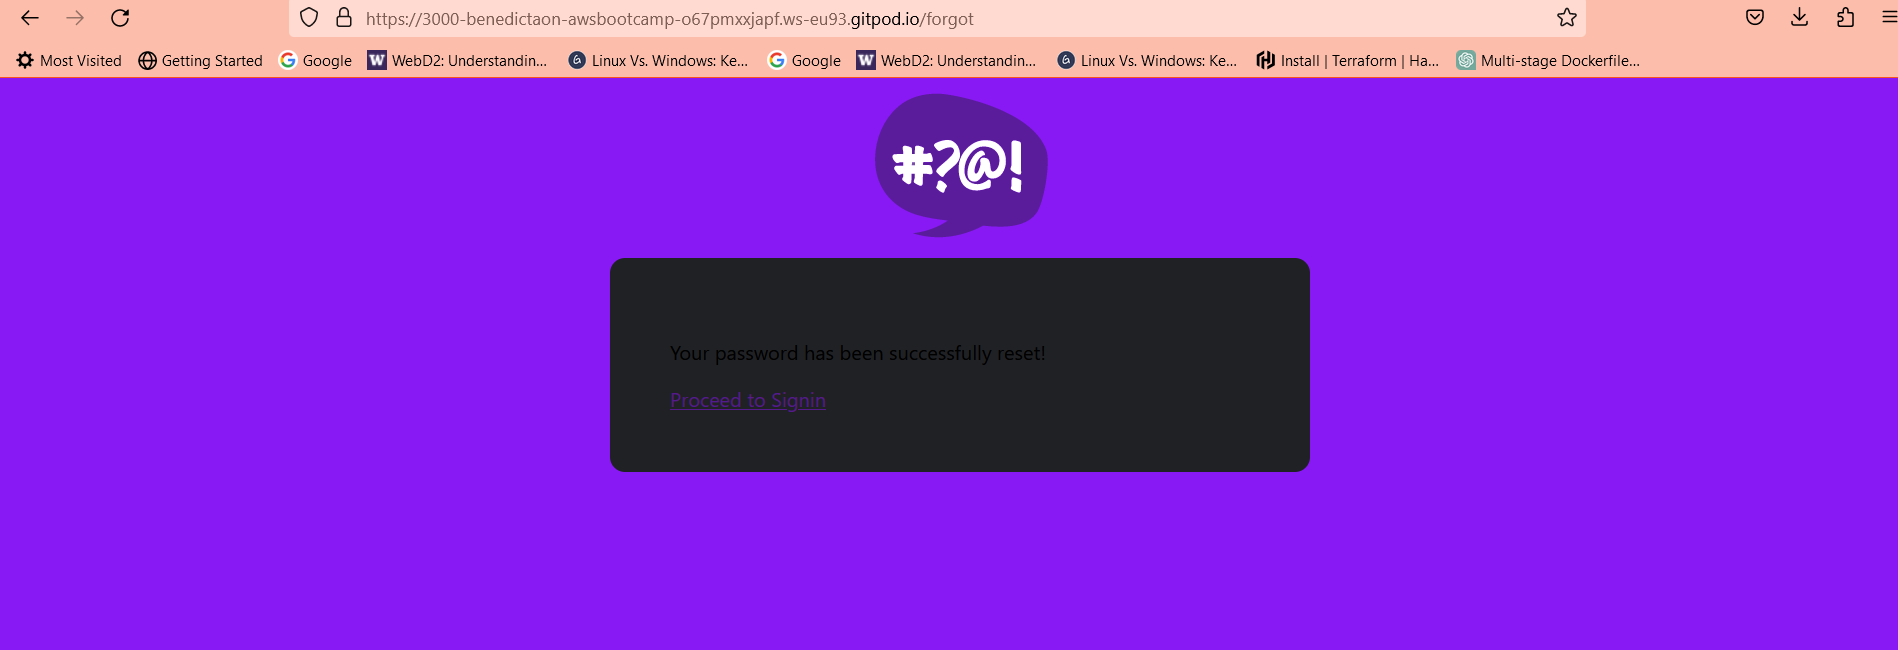 https://3000-benedictaon-awsbootcamp-o67pmxxjapf.ws-eu93.gitpod.io/forgot
Most Visited Getting Started Google WebD2: Understandin... Linux Vs. Windows: Ke... Google WebD2: Understandin... Linux Vs. Windows: Ke... Install | Terraform | Ha... Multi-stage Dockerfile...
#?@!
Your password has been successfully reset!
Proceed to Signin